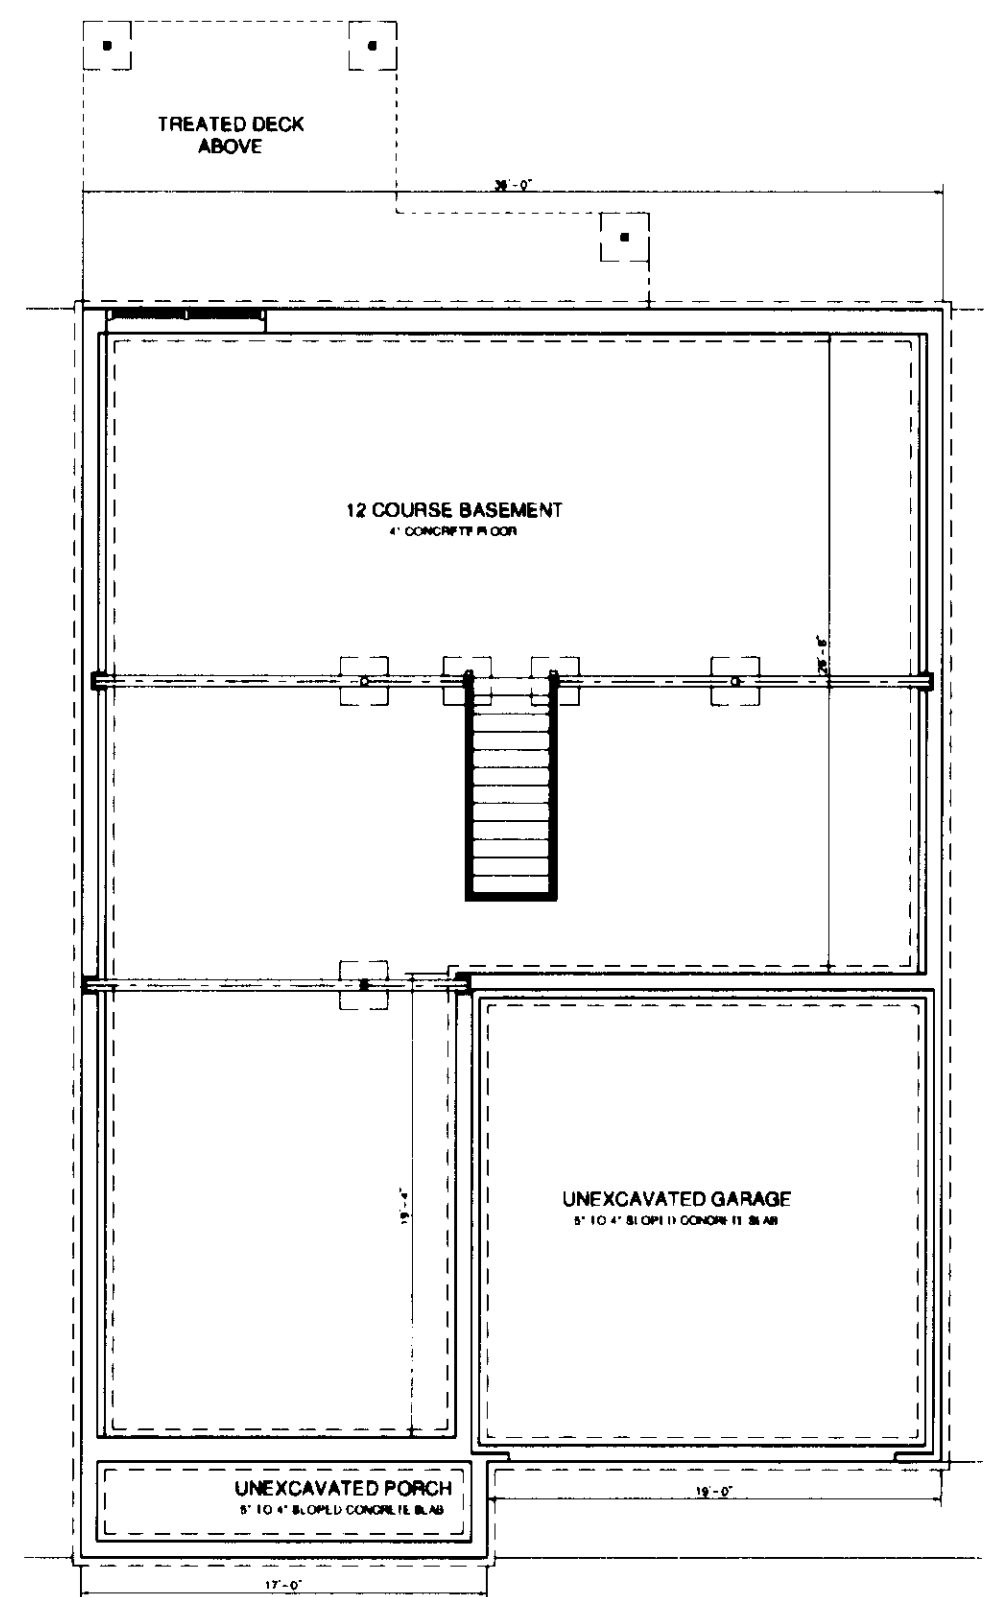 TREATED DECK
ABOVE
36'-0"
12 COURSE BASEMENT
4" CONCRETE FLOOR
26'-8"
19'-4"
UNEXCAVATED GARAGE
5" TO 4" SLOPED CONCRETE SLAB
UNEXCAVATED PORCH
5" TO 4" SLOPED CONCRETE SLAB
19'-0"
17'-0"